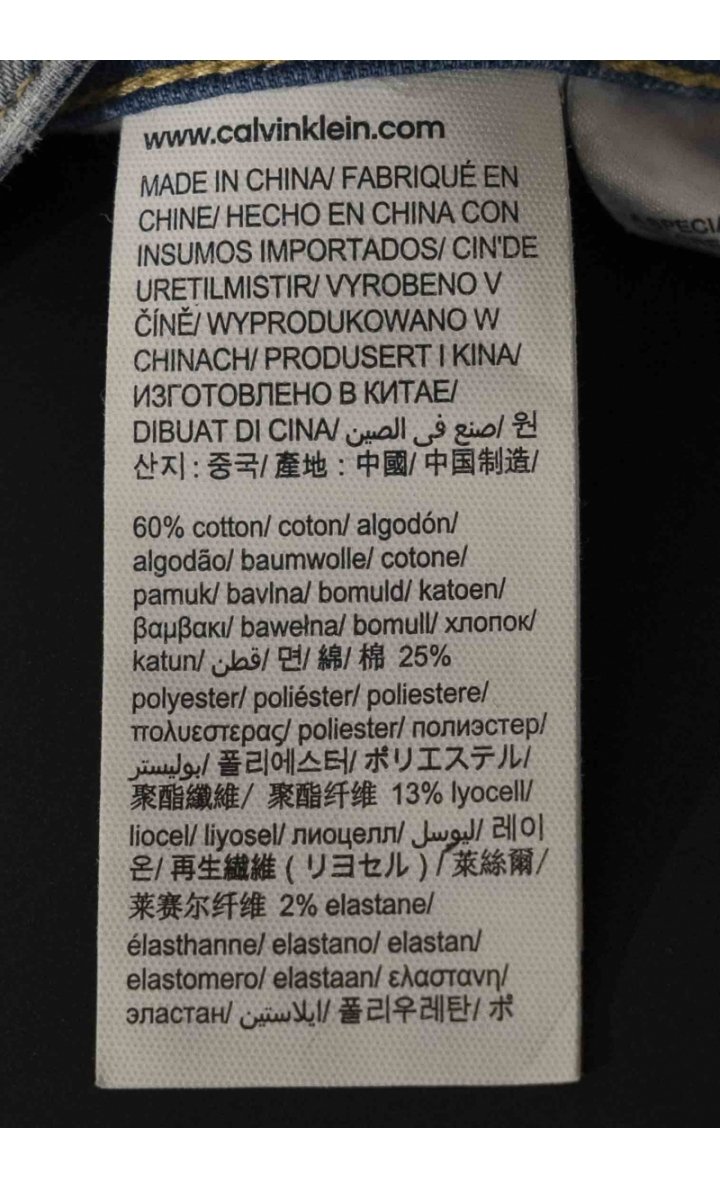 www.calvinklein.com
MADE IN CHINA/ FABRIQUÉ EN
CHINE/ HECHO EN CHINA CON
INSUMOS IMPORTADOS/ CIN'DE
URETILMISTIR/ VYROBENO V
ČÍNĚ/ WYPRODUKOWANO W
CHINACH/ PRODUSERT I KINA/
ИЗГОТОВЛЕНО В КИТАЕ/
DIBUAT DI CINA/ صنع فى الصين/ 원
산지 : 중국/ 產地 : 中國/ 中国制造/
60% cotton/ coton/ algodón/
algodão/ baumwolle/ cotone/
pamuk/ bavlna/ bomuld/ katoen/
βαμβακι/ bawełna/ bomull/ хлопок/
katun/ قطن/ 면/ 綿/ 棉 25%
polyester/ poliéster/ poliestere/
πολυεστερας/ poliester/ полиэстер/
بوليستر/ 폴리에스터/ ポリエステル/
聚酯纖維/ 聚酯纤维 13% lyocell/
liocel/ liyosel/ лиоцелл/ ليوسل/ 레이
온/ 再生繊維 ( リヨセル ) / 萊絲爾/
莱赛尔纤维 2% elastane/
élasthanne/ elastano/ elastan/
elastomero/ elastaan/ ελαστανη/
эластан/ ايلاستين/ 폴리우레탄/ ポ